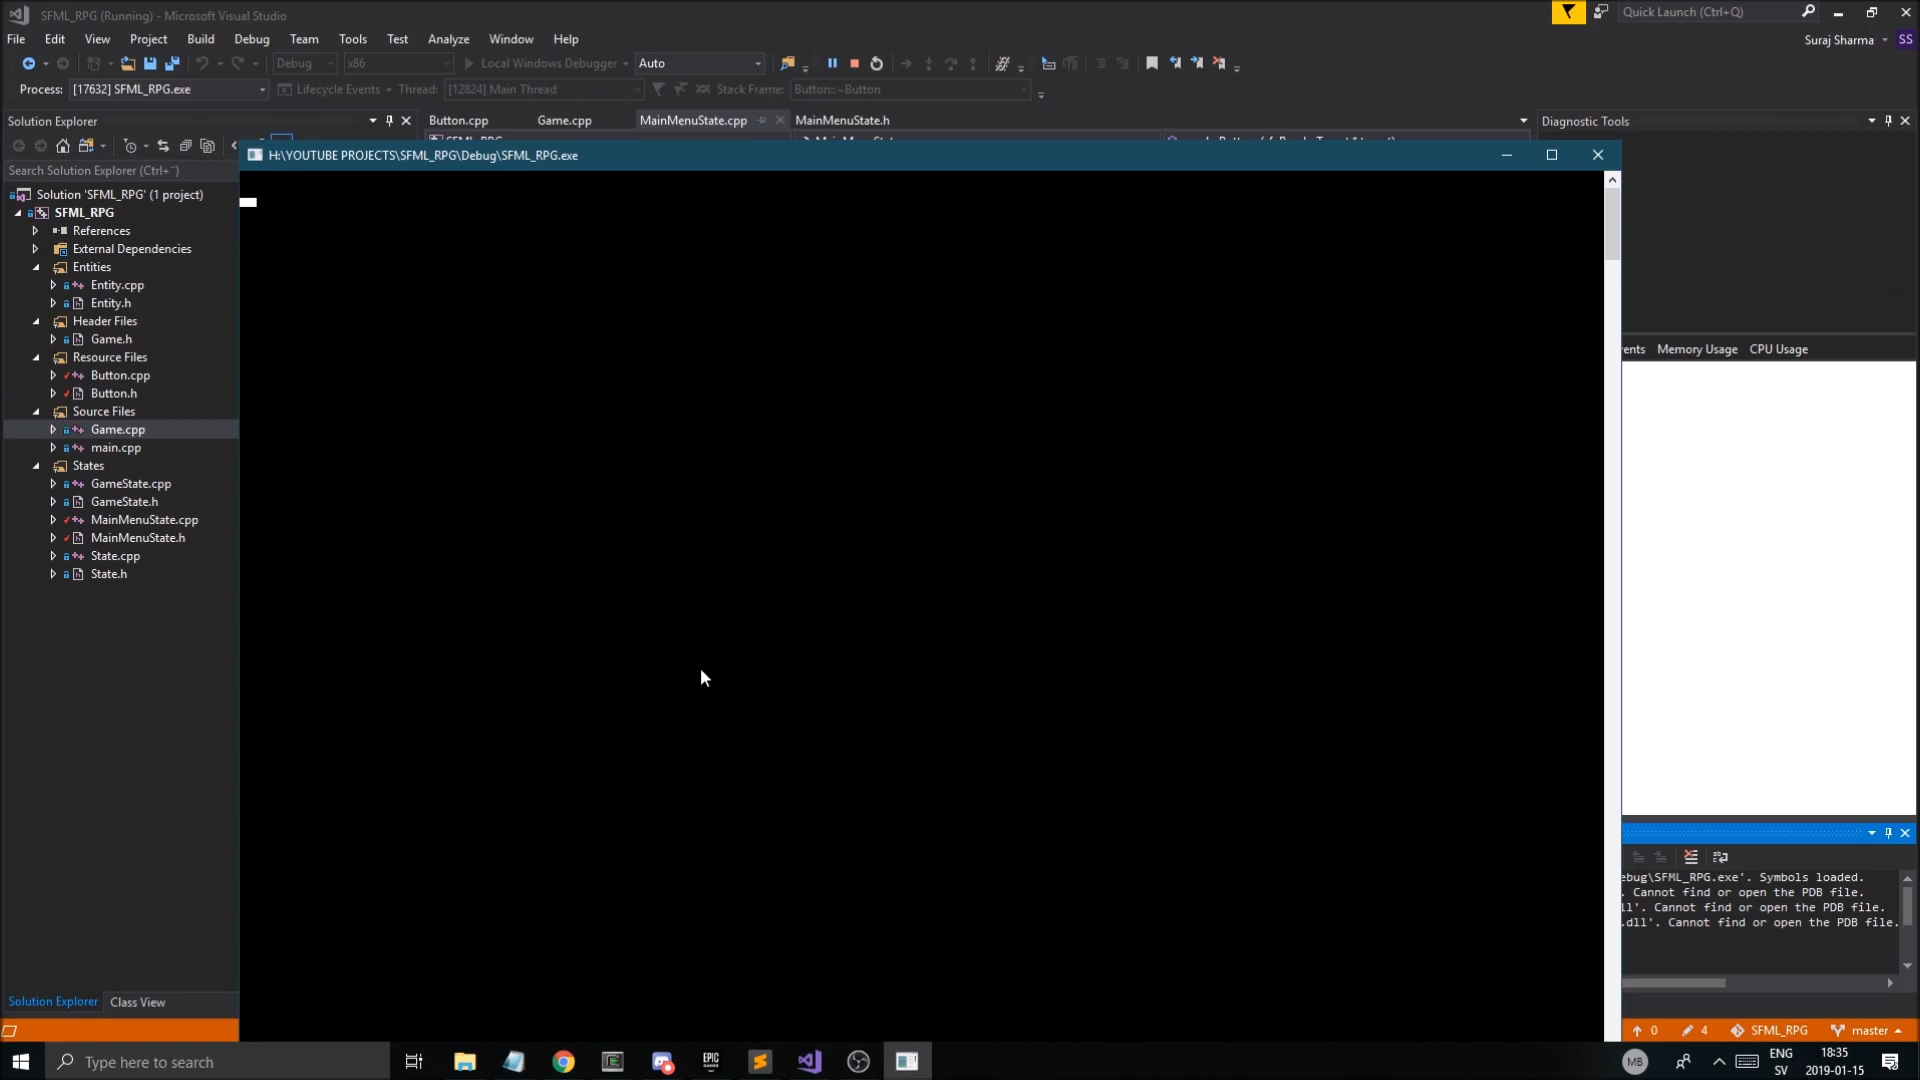 SFML_RPG (Running) - Microsoft Visual Studio
Quick Launch (Ctrl+Q)
File Edit View Project Build Debug Team Tools Test Analyze Window Help
Suraj Sharma SS
Debug x86 Local Windows Debugger Auto
Process: [17632] SFML_RPG.exe Lifecycle Events Thread: [12824] Main Thread Stack Frame: Button::~Button
Solution Explorer
Button.cpp Game.cpp MainMenuState.cpp MainMenuState.h
Diagnostic Tools
H:\YOUTUBE PROJECTS\SFML_RPG\Debug\SFML_RPG.exe
Search Solution Explorer (Ctrl+¨)
Solution 'SFML_RPG' (1 project)
SFML_RPG
References
External Dependencies
Entities
Entity.cpp
Entity.h
Header Files
Game.h
Resource Files
Button.cpp
Button.h
Source Files
Game.cpp
main.cpp
States
GameState.cpp
GameState.h
MainMenuState.cpp
MainMenuState.h
State.cpp
State.h
ents Memory Usage CPU Usage
ebug\SFML_RPG.exe'. Symbols loaded.
. Cannot find or open the PDB file.
ll'. Cannot find or open the PDB file.
.dll'. Cannot find or open the PDB file.
Solution Explorer Class View
0 4 SFML_RPG master
Type here to search
EPIC GAMES
MB
ENG
SV
18:35
2019-01-15